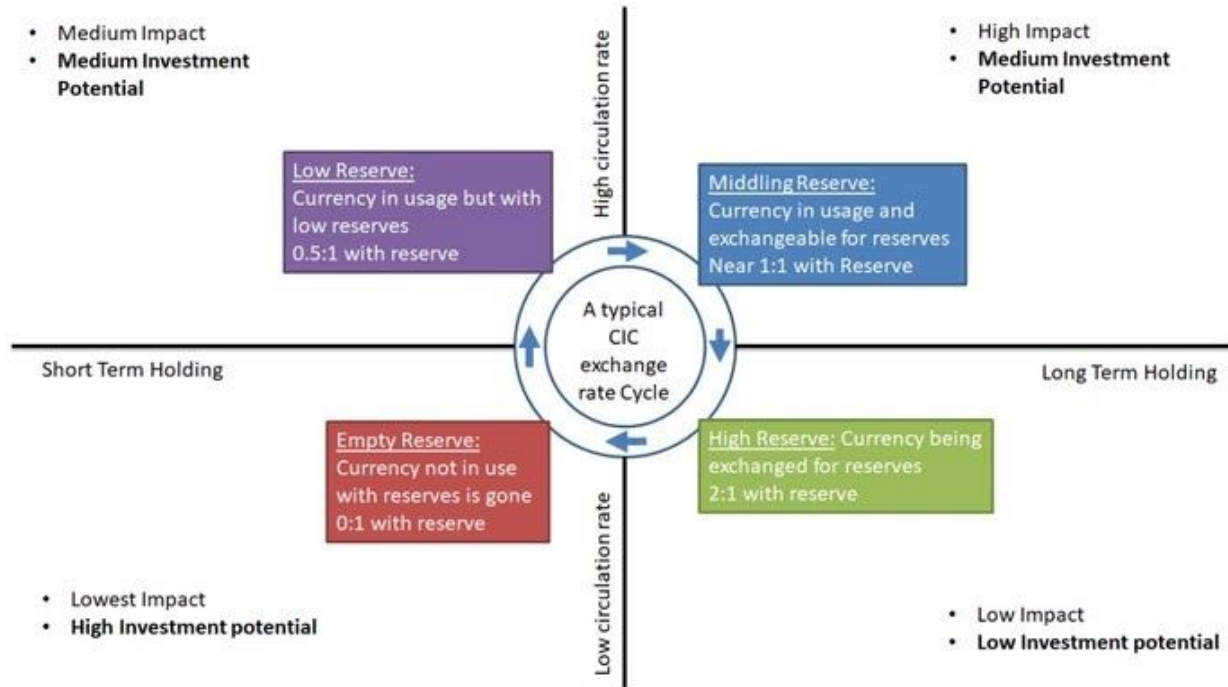 • Medium Impact
• Medium Investment
Potential
High circulation rate
• High Impact
• Medium Investment
Potential
Low Reserve:
Currency in usage but with
low reserves
0.5:1 with reserve
Middling Reserve:
Currency in usage and
exchangeable for reserves
Near 1:1 with Reserve
A typical
CIC
exchange
rate Cycle
Short Term Holding
Long Term Holding
Empty Reserve:
Currency not in use
with reserves is gone
0:1 with reserve
High Reserve: Currency being
exchanged for reserves
2:1 with reserve
• Lowest Impact
• High Investment potential
Low circulation rate
• Low Impact
• Low Investment potential